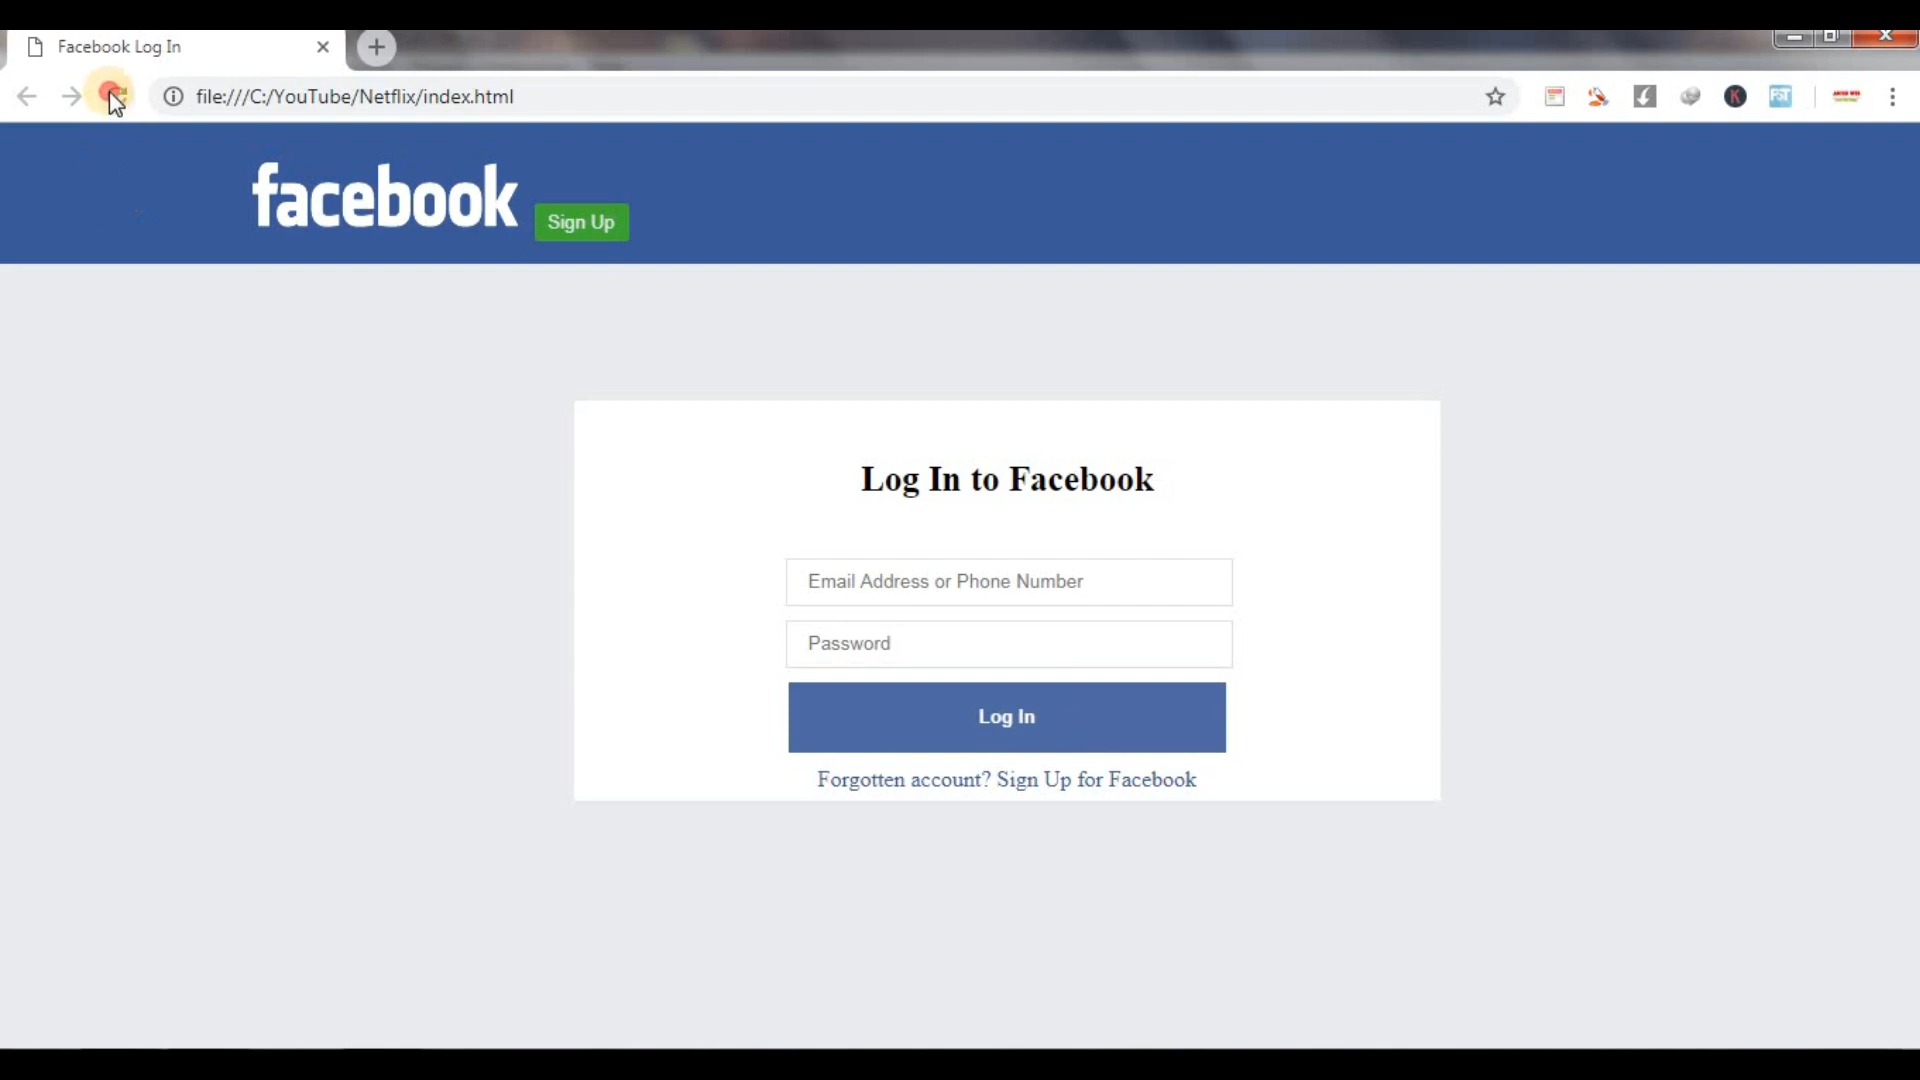 Facebook Log In
file:///C:/YouTube/Netflix/index.html
K
FST
facebook
Sign Up
Log In to Facebook
Email Address or Phone Number
Password
Log In
Forgotten account? Sign Up for Facebook